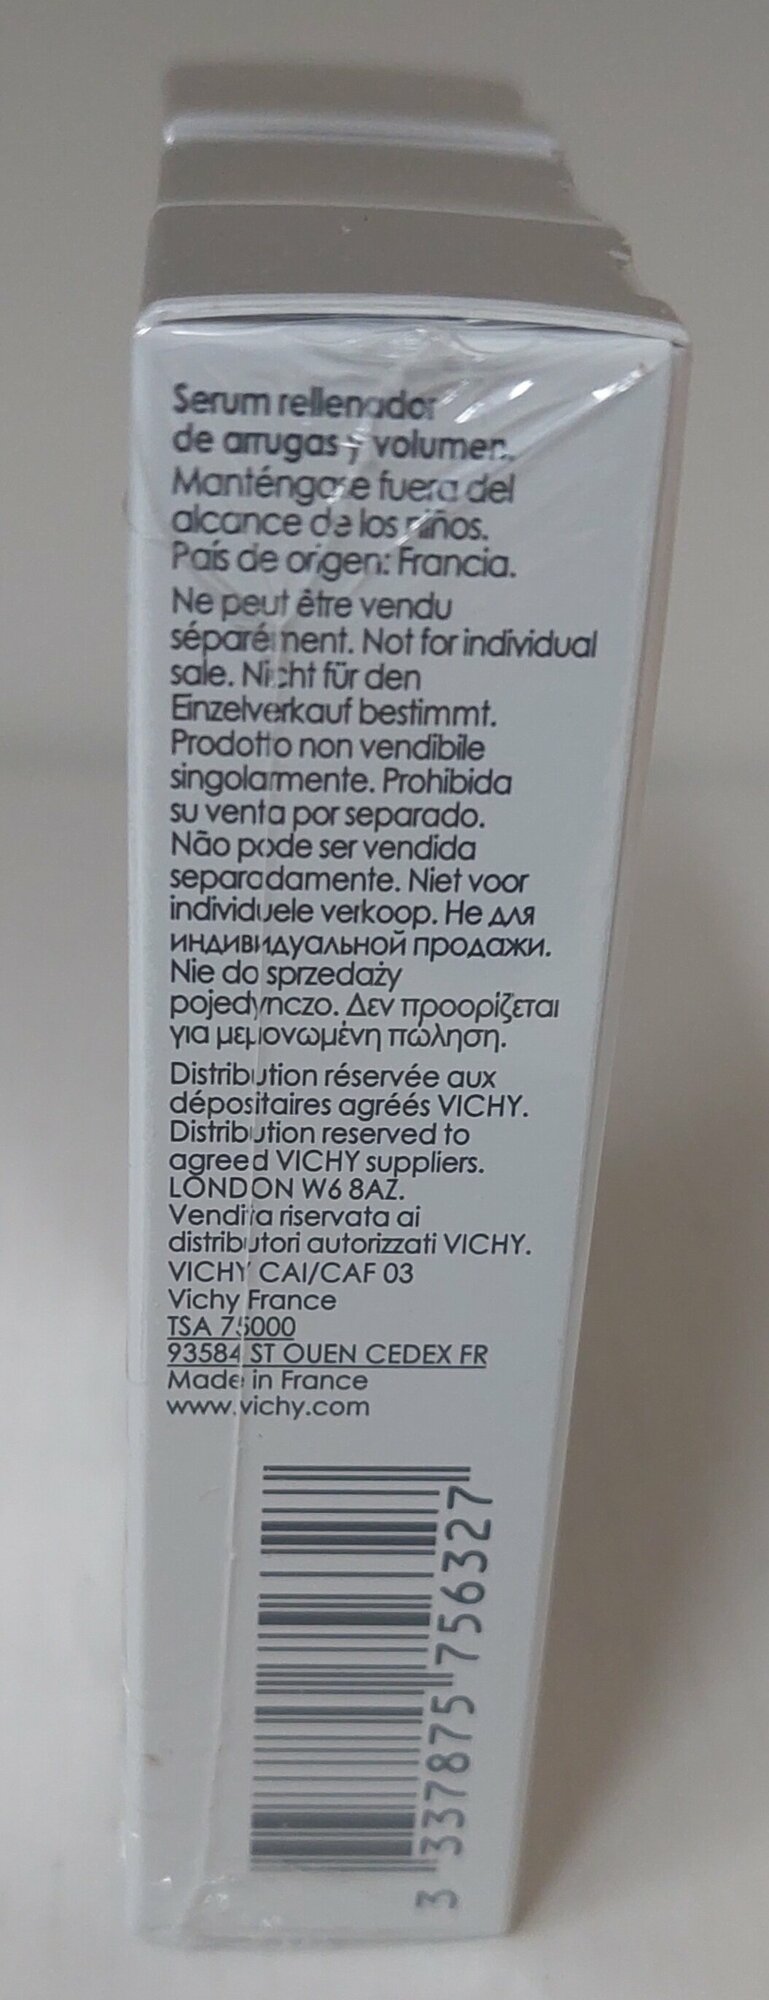 Serum rellenador
de arrugas y volumen.
Manténgase fuera del
alcance de los niños.
País de origen: Francia.
Ne peut être vendu
séparément. Not for individual
sale. Nicht für den
Einzelverkauf bestimmt.
Prodotto non vendibile
singolarmente. Prohibida
su venta por separado.
Não pode ser vendida
separadamente. Niet voor
individuele verkoop. Не для
индивидуальной продажи.
Nie do sprzedaży
pojedynczo. Δεν προορίζεται
για μεμονωμένη πώληση.
Distribution réservée aux
dépositaires agréés VICHY.
Distribution reserved to
agreed VICHY suppliers.
LONDON W6 8AZ.
Vendita riservata ai
distributori autorizzati VICHY.
VICHY CAI/CAF 03
Vichy France
TSA 75000
93584 ST OUEN CEDEX FR
Made in France
www.vichy.com
3 337875 756327